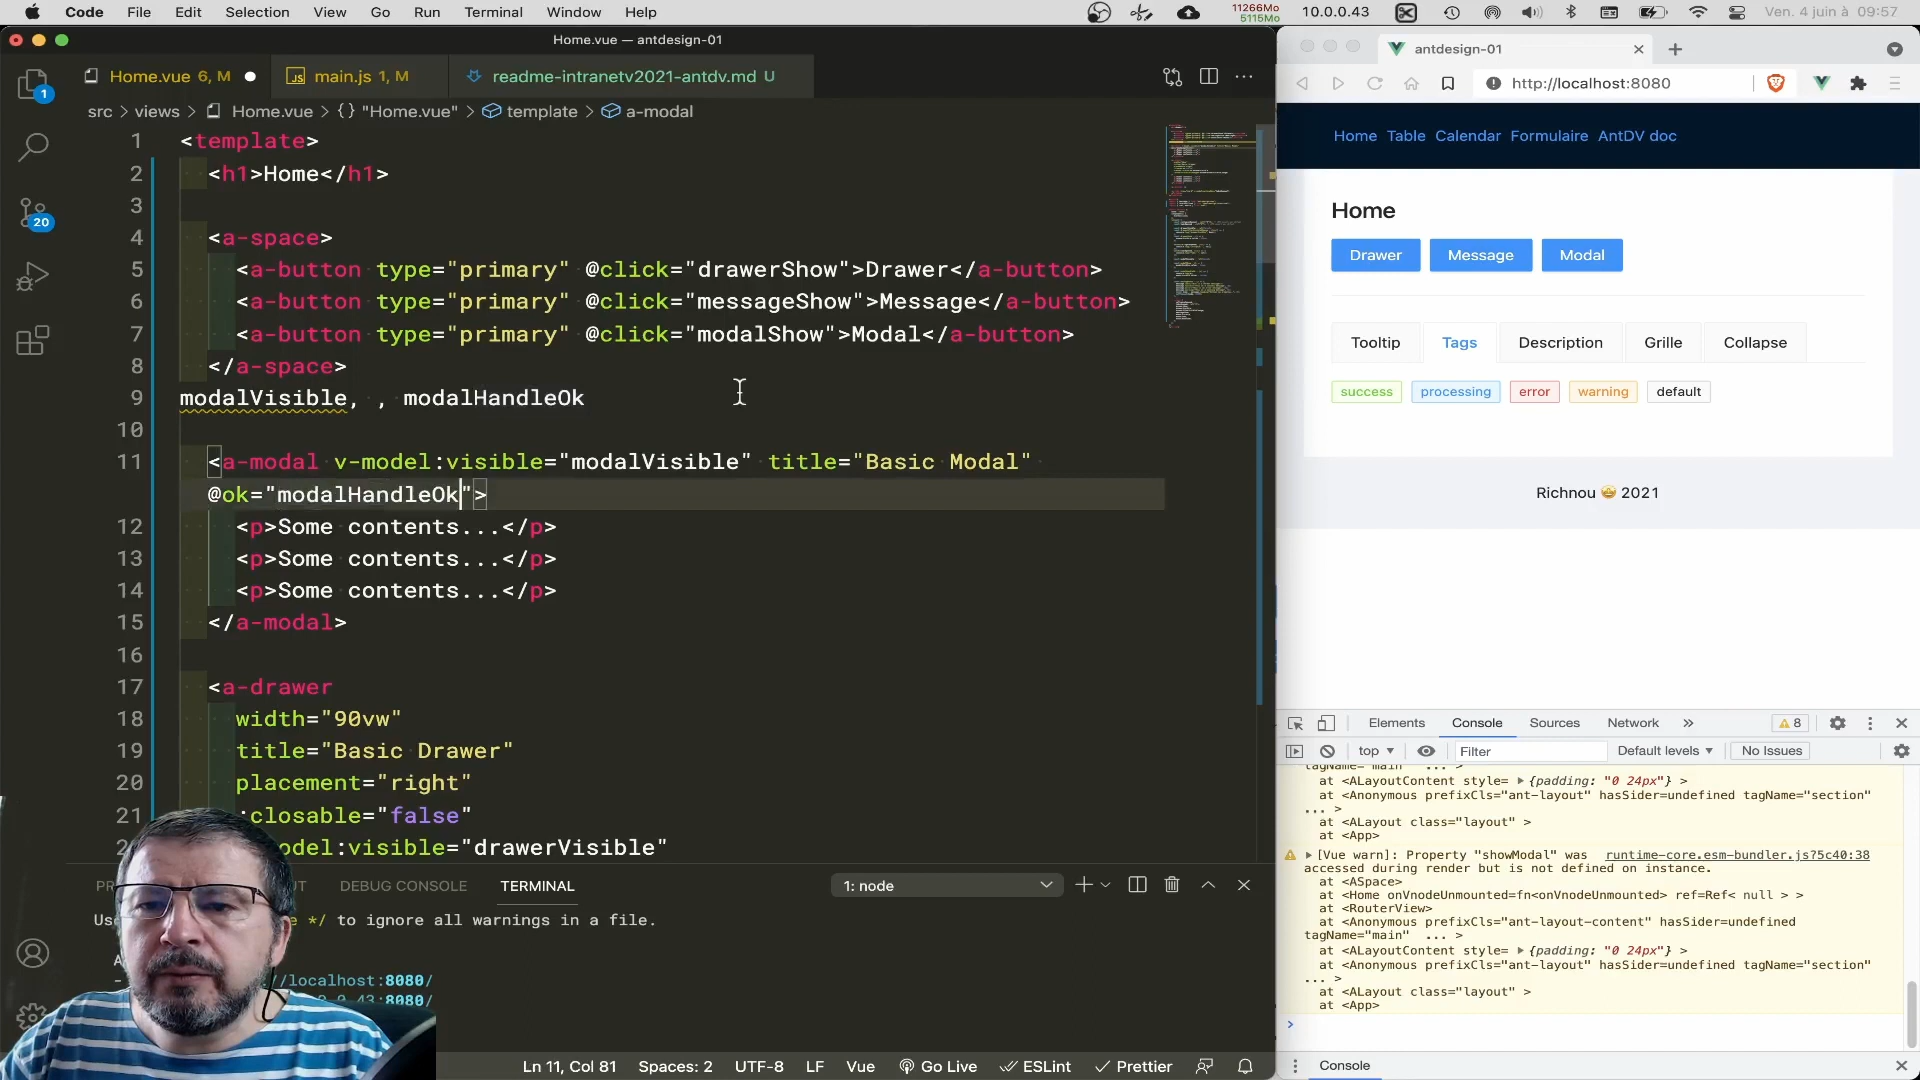 Code File Edit Selection View Go Run Terminal Window Help
11266Mo
5115Mo
10.0.0.43
Ven. 4 juin à 09:57
Home.vue — antdesign-01
Home.vue 6, M
main.js 1, M
readme-intranetv2021-antdv.md U
src > views > Home.vue > {} "Home.vue" > template > a-modal
1 <template>
2 <h1>Home</h1>
3
4 <a-space>
5 <a-button type="primary" @click="drawerShow">Drawer</a-button>
6 <a-button type="primary" @click="messageShow">Message</a-button>
7 <a-button type="primary" @click="modalShow">Modal</a-button>
8 </a-space>
9 modalVisible, , modalHandleOk
10
11 <a-modal v-model:visible="modalVisible" title="Basic Modal"
@ok="modalHandleOk">
12 <p>Some contents...</p>
13 <p>Some contents...</p>
14 <p>Some contents...</p>
15 </a-modal>
16
17 <a-drawer
18 width="90vw"
19 title="Basic Drawer"
20 placement="right"
21 :closable="false"
odel:visible="drawerVisible"
1
20
DEBUG CONSOLE
TERMINAL
1: node
*/ to ignore all warnings in a file.
//localhost:8080/
8080/
Ln 11, Col 81 Spaces: 2 UTF-8 LF Vue Go Live ESLint Prettier
antdesign-01
http://localhost:8080
Home Table Calendar Formulaire AntDV doc
Home
Drawer Message Modal
Tooltip Tags Description Grille Collapse
success processing error warning default
Richnou 🤩 2021
Elements Console Sources Network » 8
top Filter Default levels No Issues
tagName="main" ... >
at <ALayoutContent style= {padding: "0 24px"} >
at <Anonymous prefixCls="ant-layout" hasSider=undefined tagName="section"
... >
at <ALayout class="layout" >
at <App>
[Vue warn]: Property "showModal" was runtime-core.esm-bundler.js?5c40:38
accessed during render but is not defined on instance.
at <ASpace>
at <Home onVnodeUnmounted=fn<onVnodeUnmounted> ref=Ref< null > >
at <RouterView>
at <Anonymous prefixCls="ant-layout-content" hasSider=undefined
tagName="main" ... >
at <ALayoutContent style= {padding: "0 24px"} >
at <Anonymous prefixCls="ant-layout" hasSider=undefined tagName="section"
... >
at <ALayout class="layout" >
at <App>
>
Console